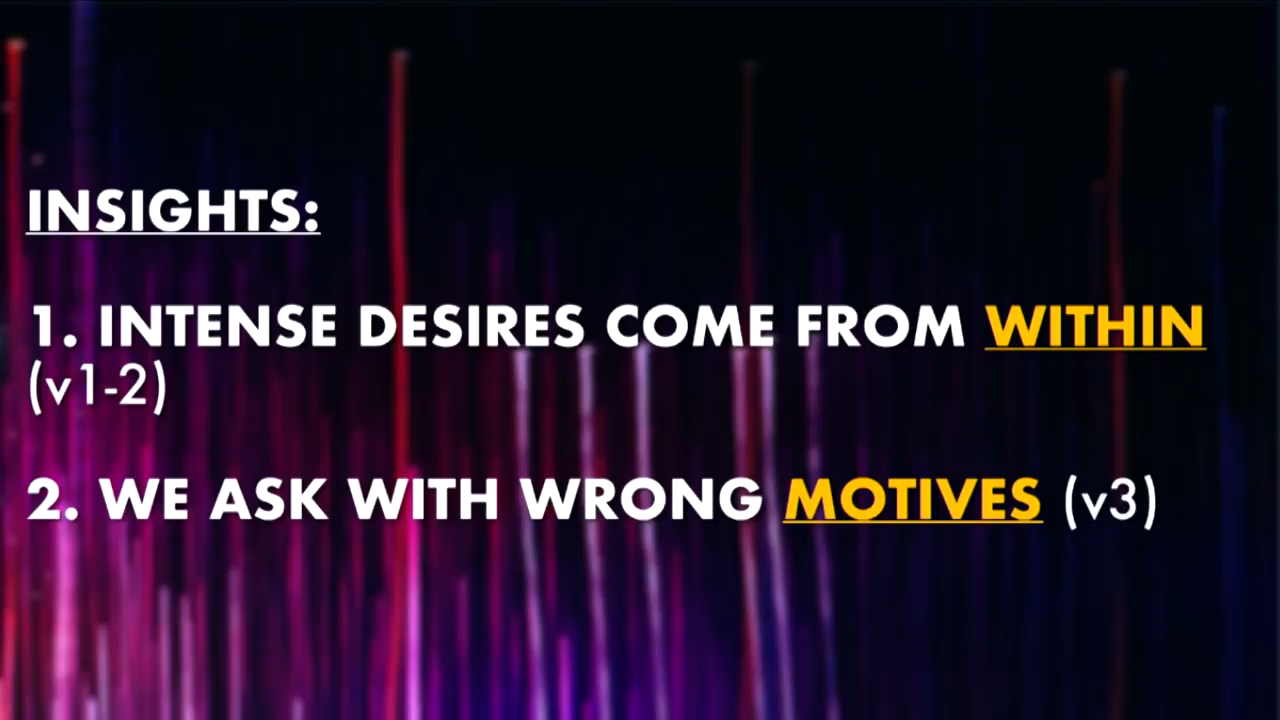 INSIGHTS:
1. INTENSE DESIRES COME FROM WITHIN
(v1-2)
2. WE ASK WITH WRONG MOTIVES (v3)